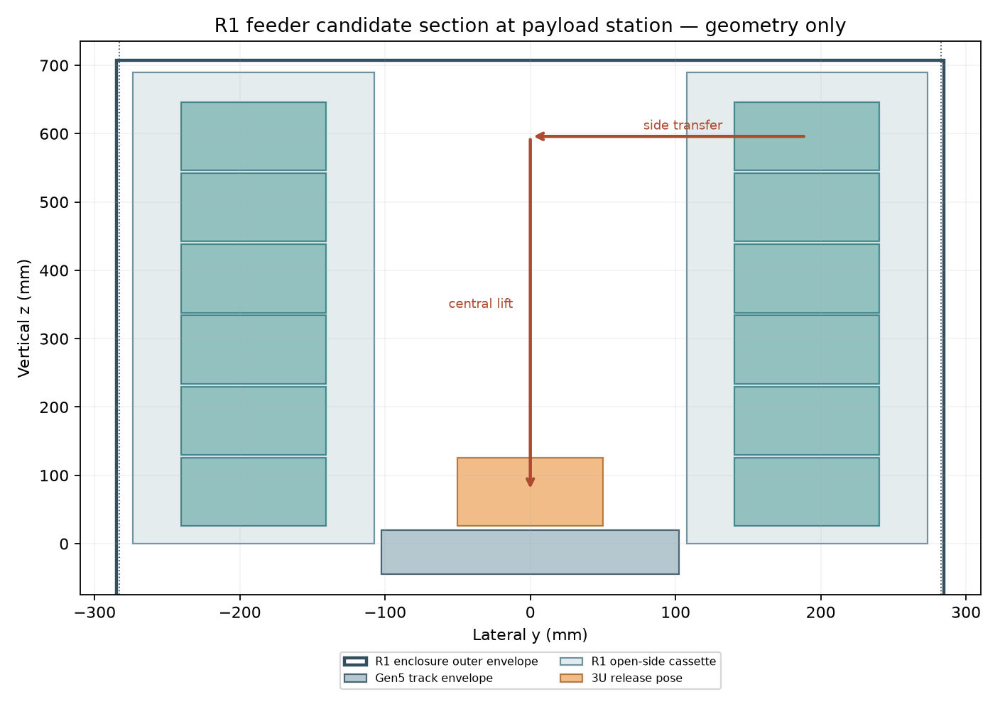 R1 feeder candidate section at payload station — geometry only
Vertical z (mm)
700
600
500
400
300
200
100
0
side transfer
central lift
−300
−200
−100
0
100
200
300
Lateral y (mm)
R1 enclosure outer envelope
Gen5 track envelope
R1 open-side cassette
3U release pose